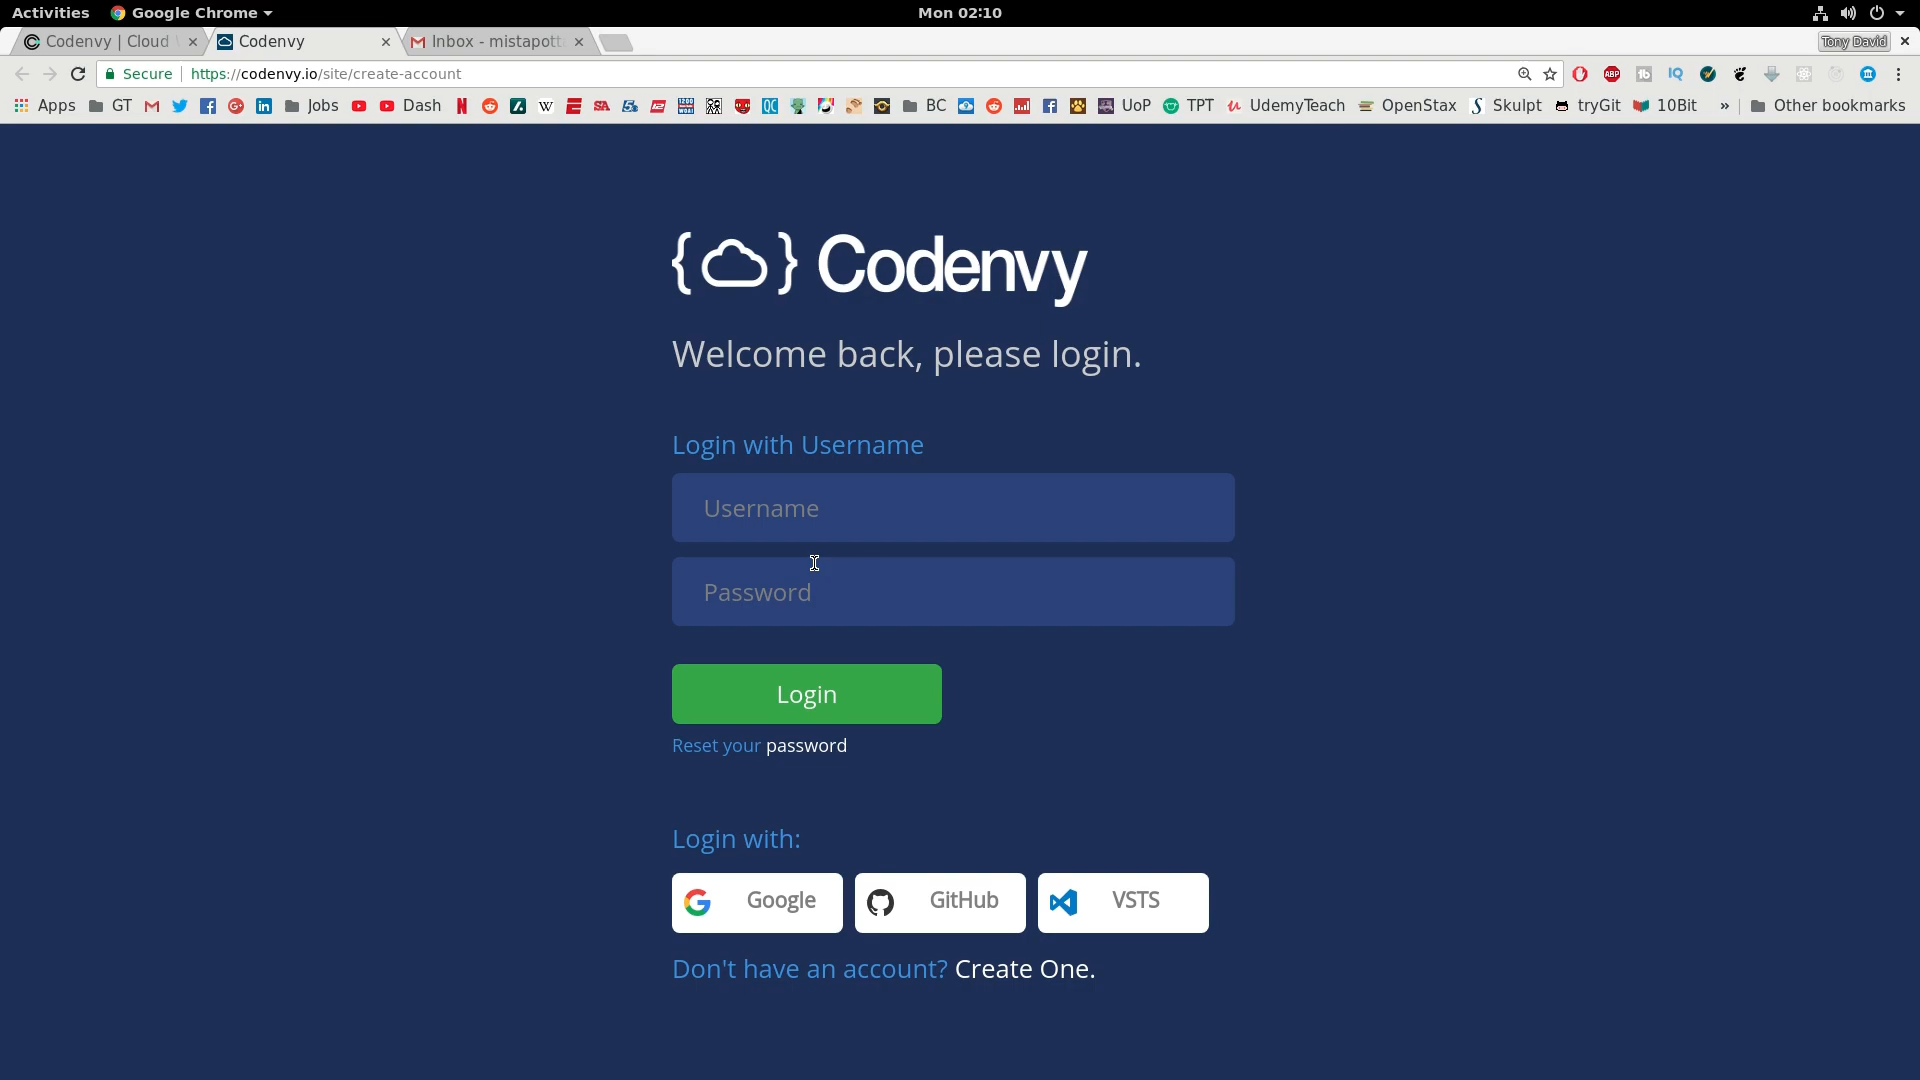 Activities Google Chrome Mon 02:10
Codenvy | Cloud Codenvy Inbox - mistapott Tony David
Secure https://codenvy.io/site/create-account
Apps GT Jobs Dash BC UoP TPT UdemyTeach OpenStax Skulpt tryGit 10Bit » Other bookmarks
{ } Codenvy
Welcome back, please login.
Login with Username
Username
Password
Login
Reset your password
Login with:
Google GitHub VSTS
Don't have an account? Create One.